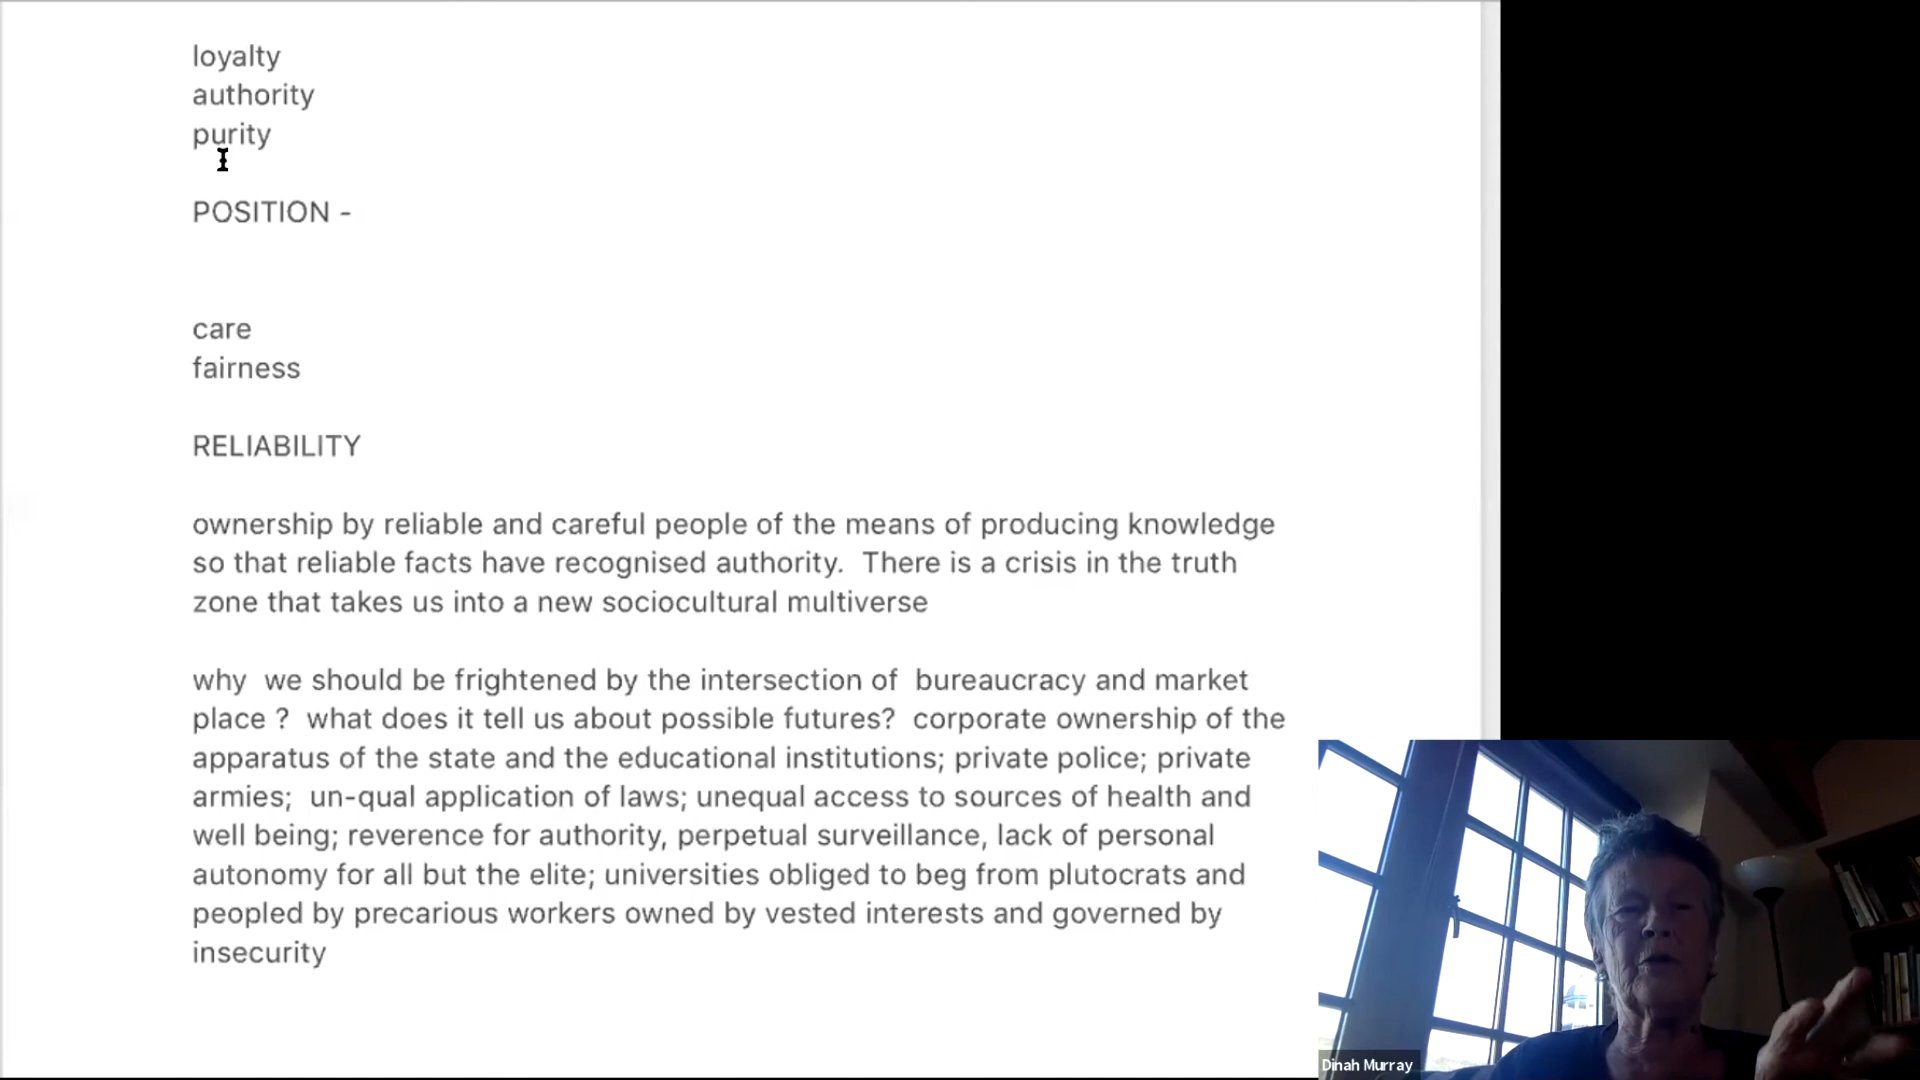 loyalty
authority
purity
POSITION -
care
fairness
RELIABILITY
ownership by reliable and careful people of the means of producing knowledge
so that reliable facts have recognised authority.  There is a crisis in the truth
zone that takes us into a new sociocultural multiverse
why  we should be frightened by the intersection of  bureaucracy and market
place ?  what does it tell us about possible futures?  corporate ownership of the
apparatus of the state and the educational institutions; private police; private
armies;  un-qual application of laws; unequal access to sources of health and
well being; reverence for authority, perpetual surveillance, lack of personal
autonomy for all but the elite; universities obliged to beg from plutocrats and
peopled by precarious workers owned by vested interests and governed by
insecurity
Dinah Murray